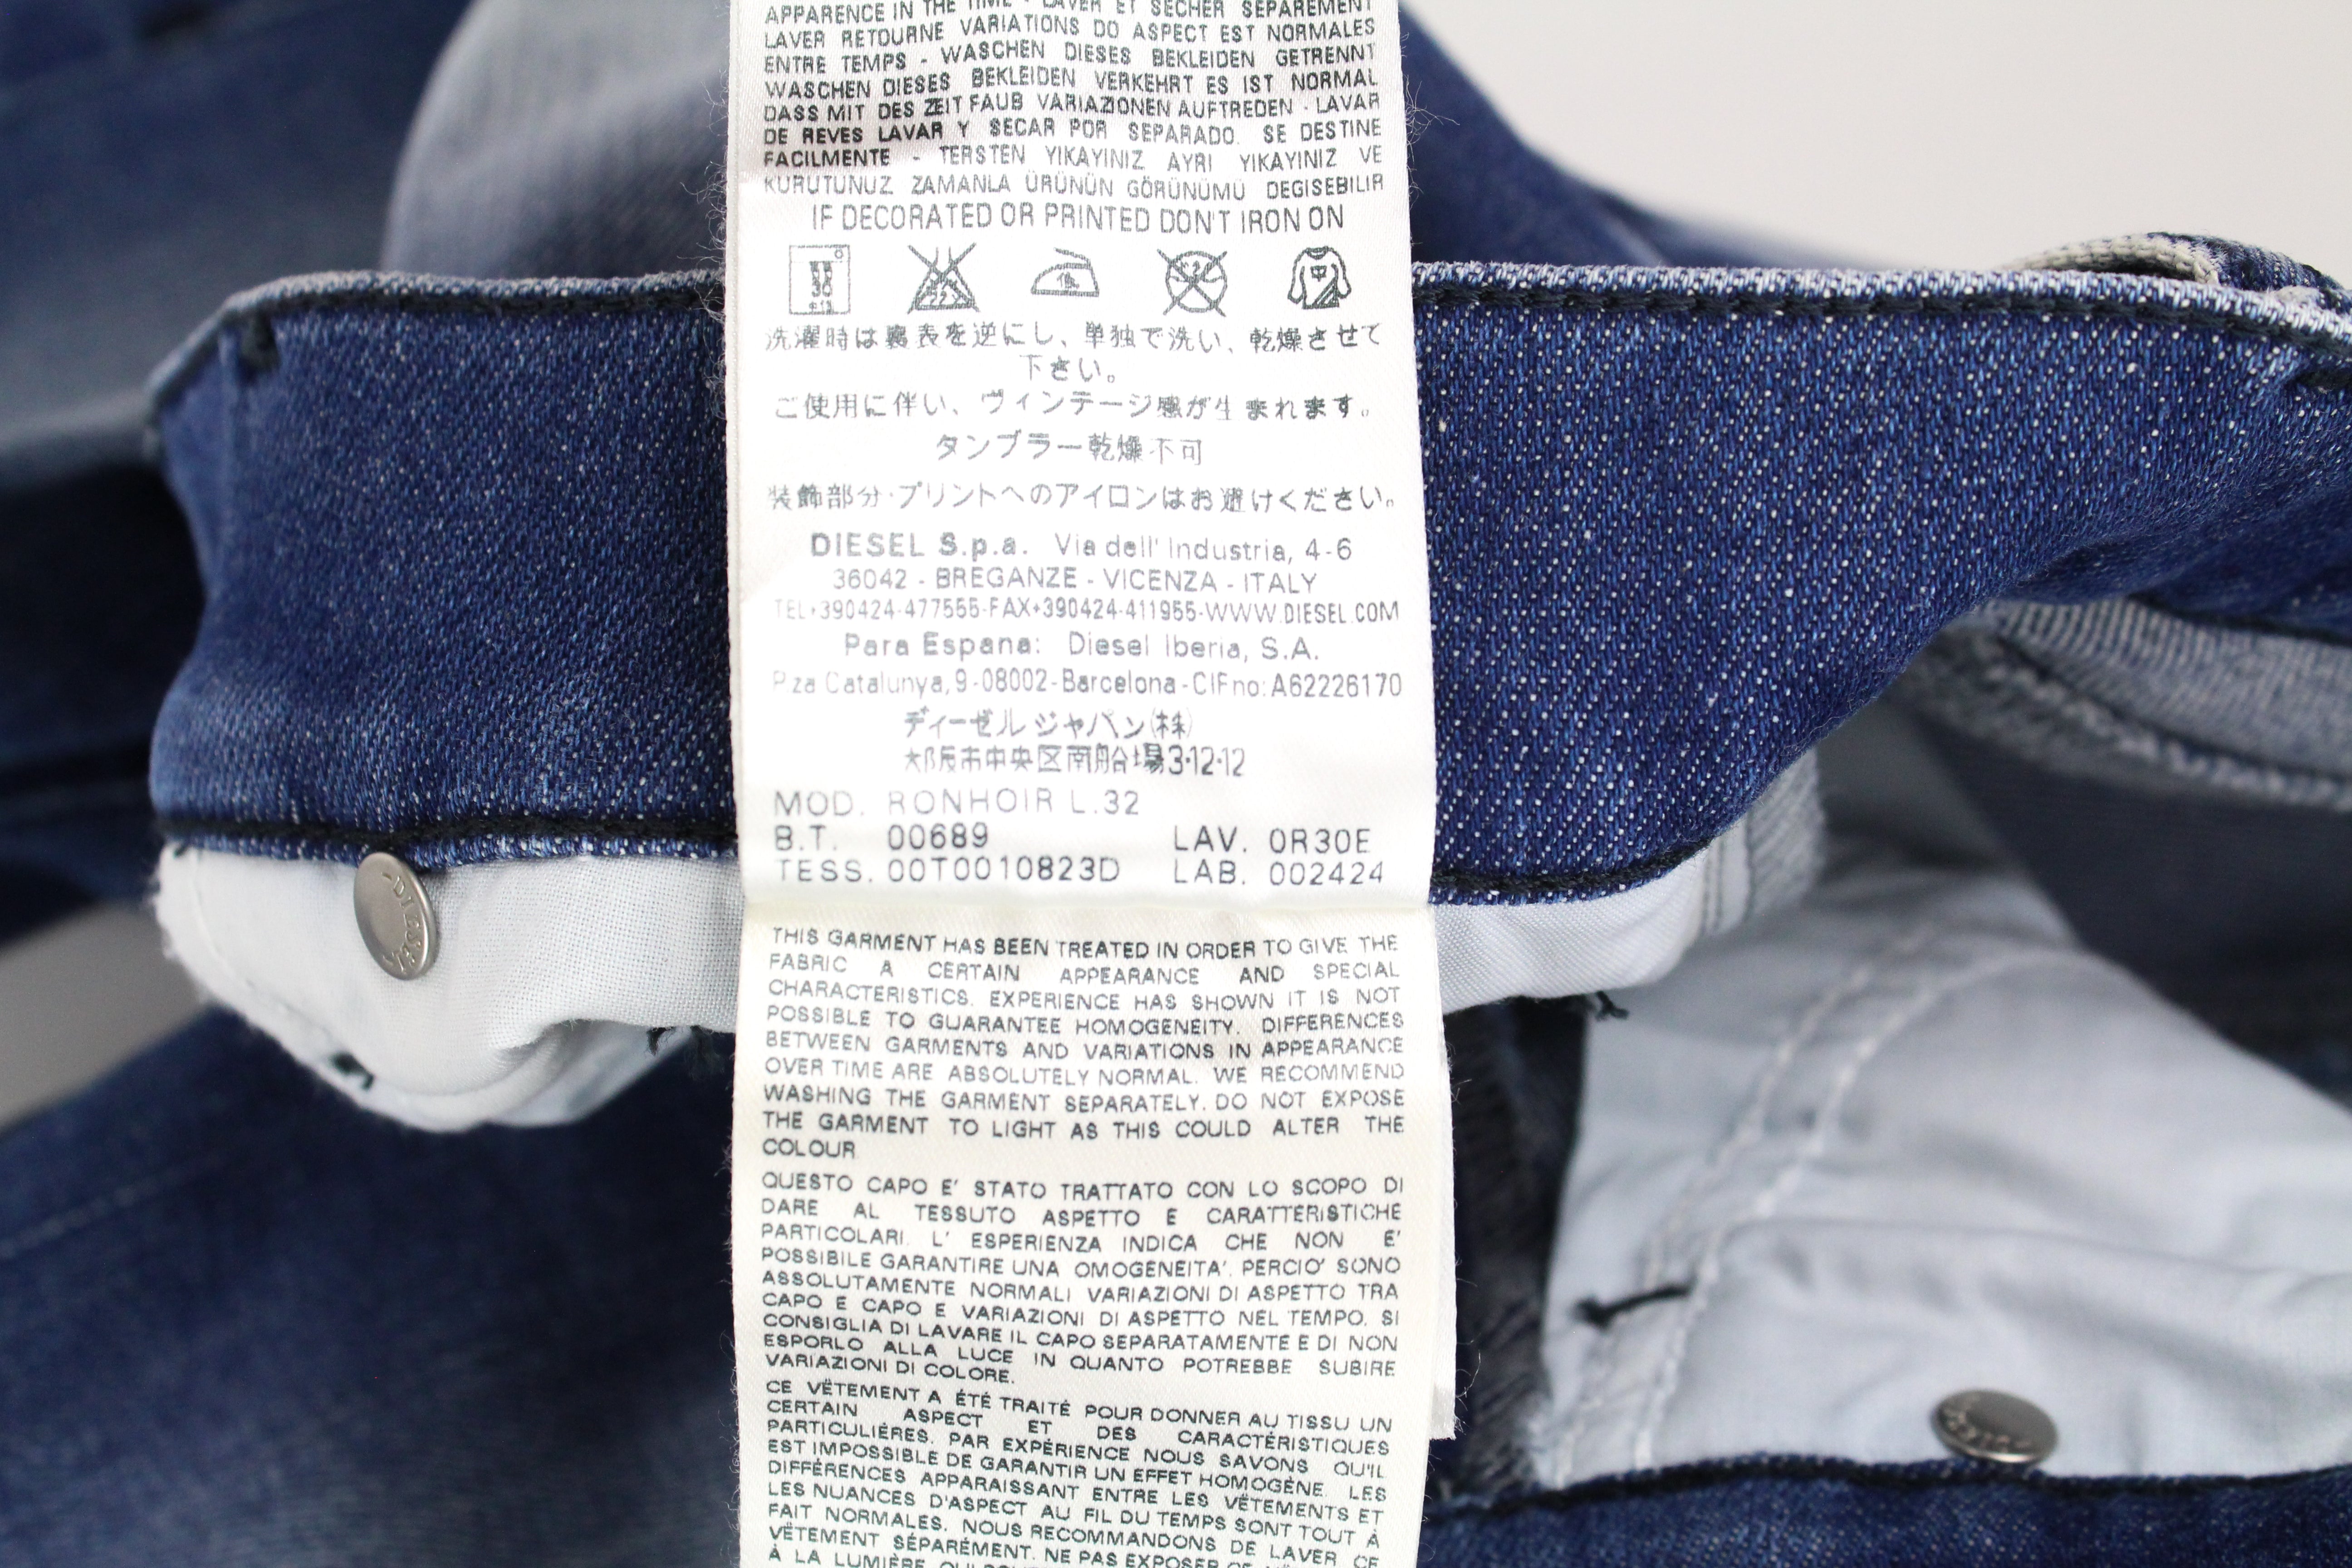 APPARENCE IN THE TIME - LAVER ET SECHER SEPAREMENT
LAVER RETOURNE VARIATIONS DO ASPECT EST NORMALES
ENTRE TEMPS - WASCHEN DIESES BEKLEIDEN GETRENNT
WASCHEN DIESES BEKLEIDEN VERKEHRT ES IST NORMAL
DASS MIT DES ZEIT FAUB VARIAZIONEN AUFTREDEN - LAVAR
DE REVES LAVAR Y SECAR POR SEPARADO. SE DESTINE
FACILMENTE - TERSTEN YIKAYINIZ AYRI YIKAYINIZ VE
KURUTUNUZ ZAMANLA ÜRÜNÜN GÖRÜNÜMÜ DEGISEBILIR
IF DECORATED OR PRINTED DON'T IRON ON
洗濯時は裏表を逆にし、単独で洗い、乾燥させて
下さい。
ご使用に伴い、ヴィンテージ感が生まれます。
タンブラー乾燥不可
装飾部分・プリントへのアイロンはお避けください。
DIESEL S.p.a. Via dell' Industria, 4-6
36042 - BREGANZE - VICENZA - ITALY
TEL+390424-477555-FAX+390424-411955-WWW.DIESEL.COM
Para Espana: Diesel Iberia, S.A.
P.za Catalunya, 9 - 08002 - Barcelona - CIF no: A62226170
ディーゼル ジャパン(株)
大阪市中央区南船台場3-12-12
MOD. RONHOIR L.32
B.T. 00689 LAV. 0R30E
TESS. 00T0010823D LAB. 002424
-DIESEL-
THIS GARMENT HAS BEEN TREATED IN ORDER TO GIVE THE
FABRIC A CERTAIN APPEARANCE AND SPECIAL
CHARACTERISTICS. EXPERIENCE HAS SHOWN IT IS NOT
POSSIBLE TO GUARANTEE HOMOGENEITY. DIFFERENCES
BETWEEN GARMENTS AND VARIATIONS IN APPEARANCE
OVER TIME ARE ABSOLUTELY NORMAL. WE RECOMMEND
WASHING THE GARMENT SEPARATELY. DO NOT EXPOSE
THE GARMENT TO LIGHT AS THIS COULD ALTER THE
COLOUR
QUESTO CAPO E' STATO TRATTATO CON LO SCOPO DI
DARE AL TESSUTO ASPETTO E CARATTERISTICHE
PARTICOLARI. L' ESPERIENZA INDICA CHE NON E'
POSSIBILE GARANTIRE UNA OMOGENEITA'. PERCIO' SONO
ASSOLUTAMENTE NORMALI VARIAZIONI DI ASPETTO TRA
CAPO E CAPO E VARIAZIONI DI ASPETTO NEL TEMPO. SI
CONSIGLIA DI LAVARE IL CAPO SEPARATAMENTE E DI NON
ESPORLO ALLA LUCE IN QUANTO POTREBBE SUBIRE
VARIAZIONI DI COLORE.
CE VÊTEMENT A ÉTÉ TRAITÉ POUR DONNER AU TISSU UN
CERTAIN ASPECT ET DES CARACTÉRISTIQUES
PARTICULIÈRES. PAR EXPÉRIENCE NOUS SAVONS QU'IL
EST IMPOSSIBLE DE GARANTIR UN EFFET HOMOGÈNE. LES
DIFFÉRENCES APPARAISSANT ENTRE LES VÊTEMENTS ET
LES NUANCES D'ASPECT AU FIL DU TEMPS SONT TOUT À
FAIT NORMALES. NOUS RECOMMANDONS DE LAVER CE
VÊTEMENT SÉPARÉMENT. NE PAS EXPOSER CE
À LA LUMIÈRE